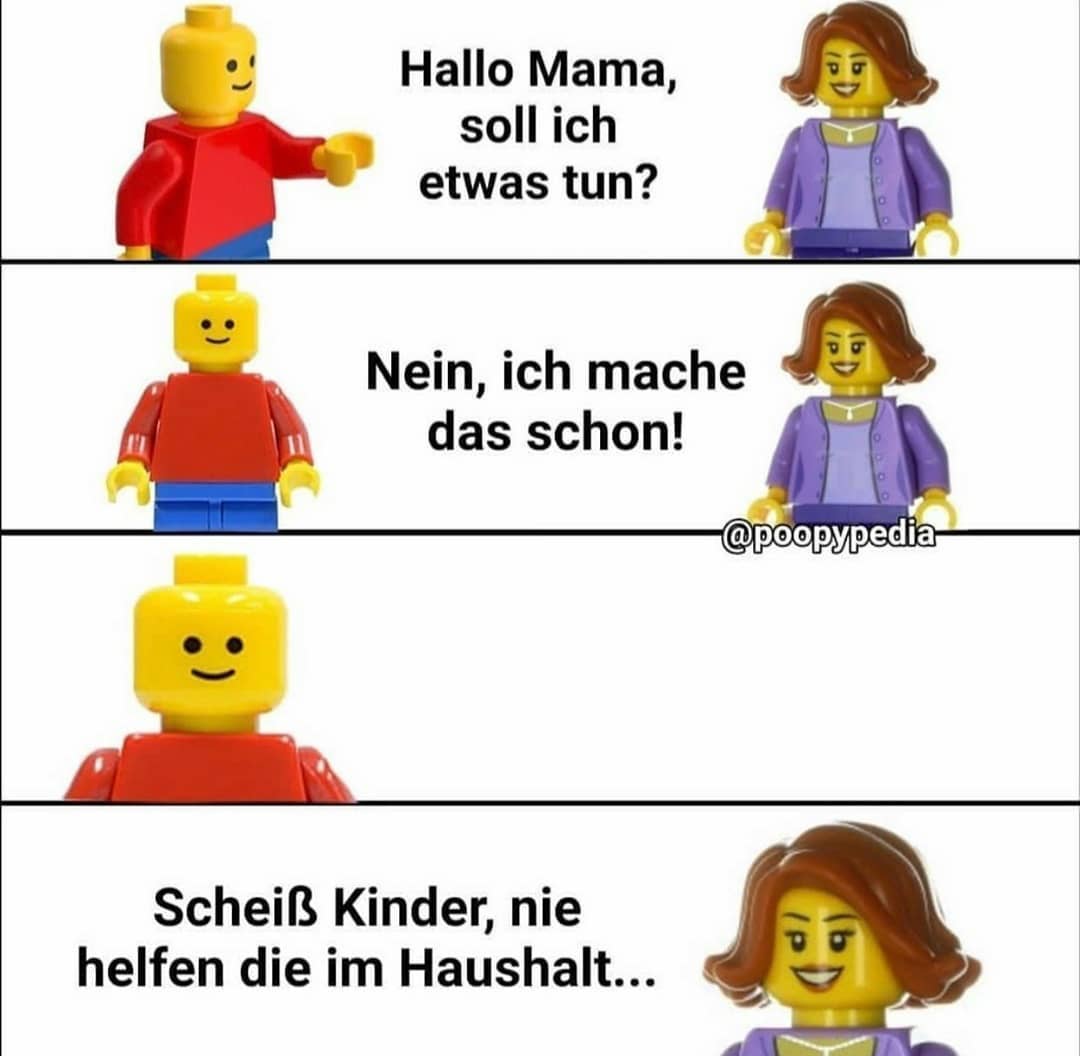 Hallo Mama,
soll ich
etwas tun?
Nein, ich mache
das schon!
@poopypedia
Scheiß Kinder, nie
helfen die im Haushalt...